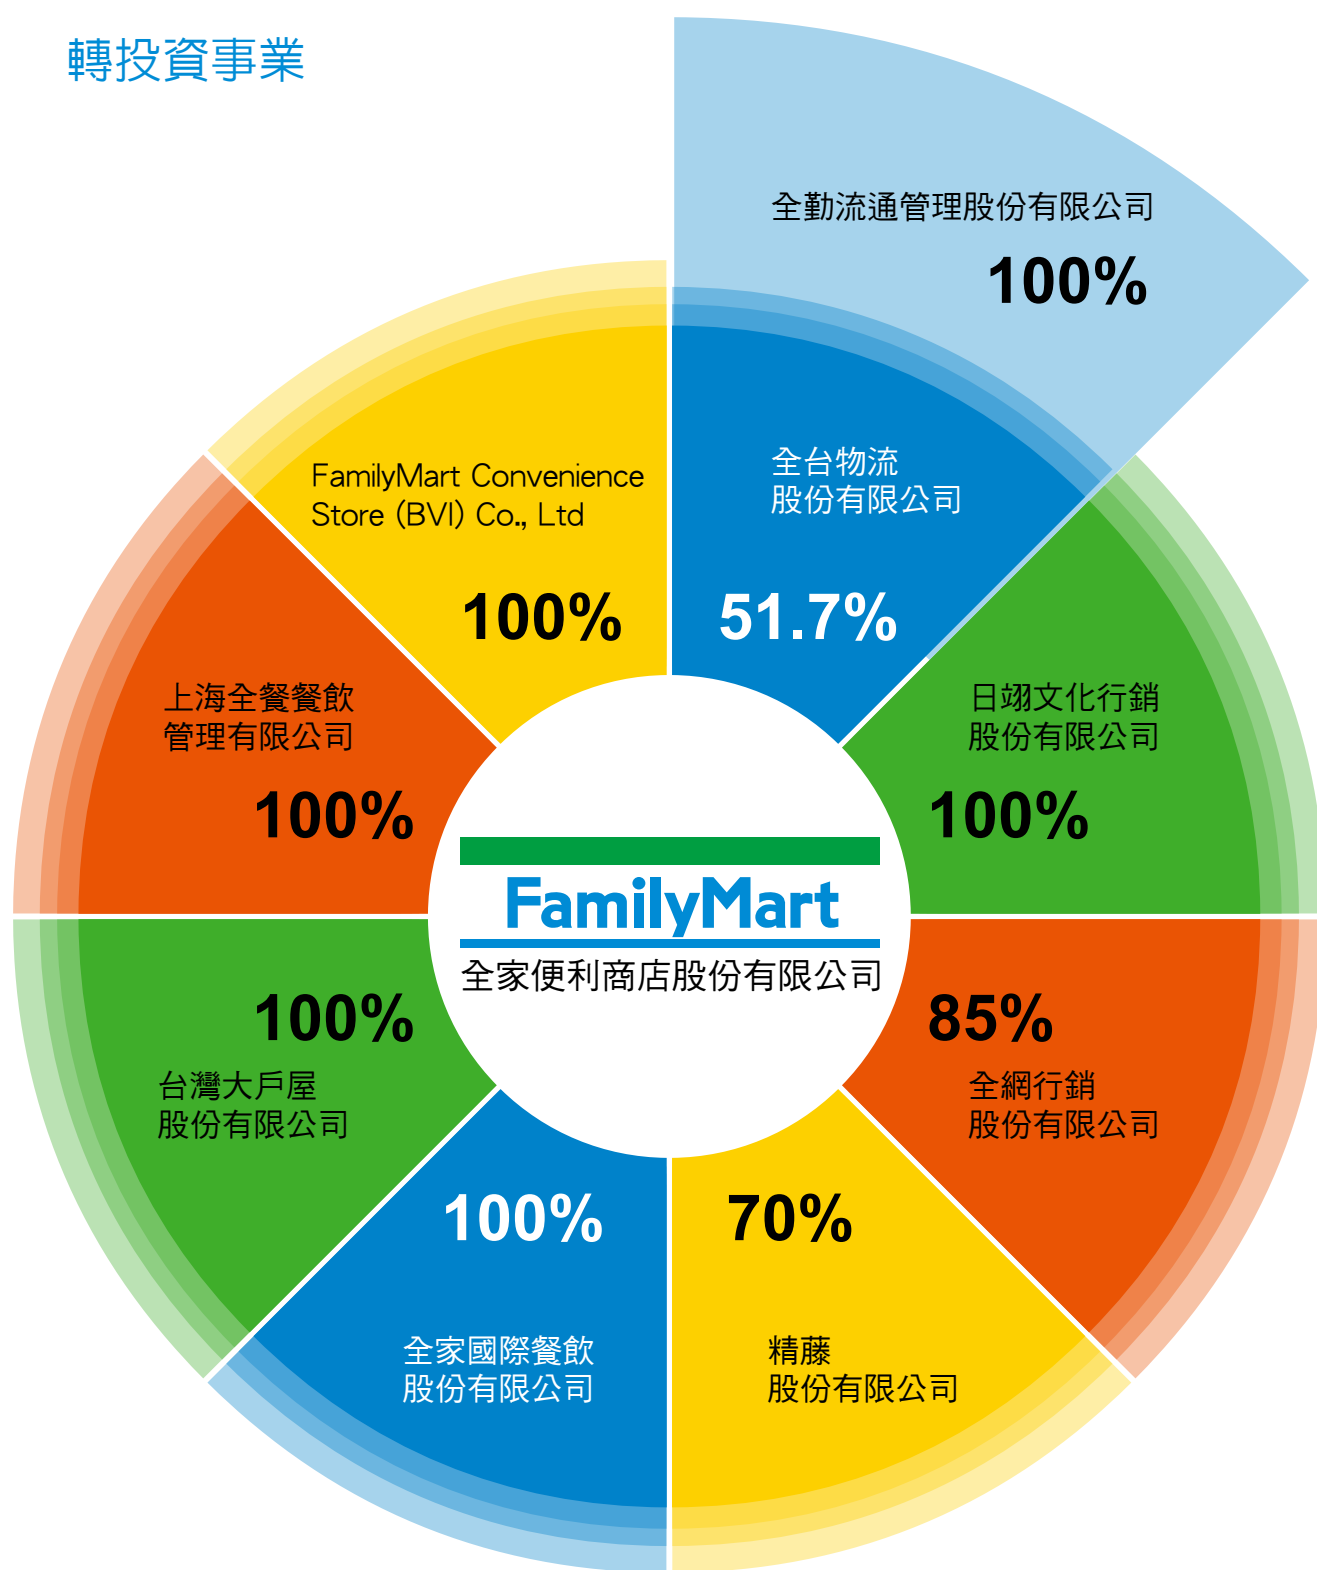 轉投資事業
全勤流通管理股份有限公司
100%
全台物流
股份有限公司
51.7%
日翊文化行銷
股份有限公司
100%
85%
全網行銷
股份有限公司
70%
精藤
股份有限公司
100%
全家國際餐飲
股份有限公司
100%
台灣大戶屋
股份有限公司
上海全餐餐飲
管理有限公司
100%
FamilyMart Convenience
Store (BVI) Co., Ltd
100%
FamilyMart
全家便利商店股份有限公司